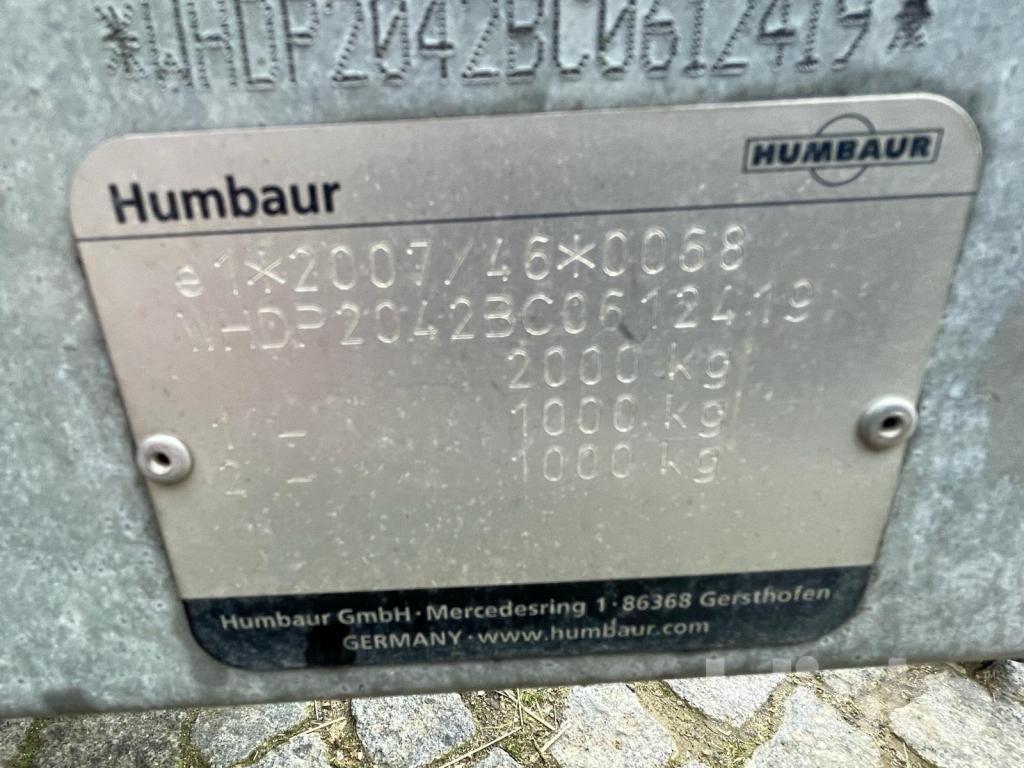 *WHDP2042BC0612419*
HUMBAUR
Humbaur
e1*2007/46*0068
WHDP2042BC0612419
2000 kg
1 - 1000 kg
2 - 1000 kg
Humbaur GmbH · Mercedesring 1 · 86368 Gersthofen
GERMANY · www.humbaur.com